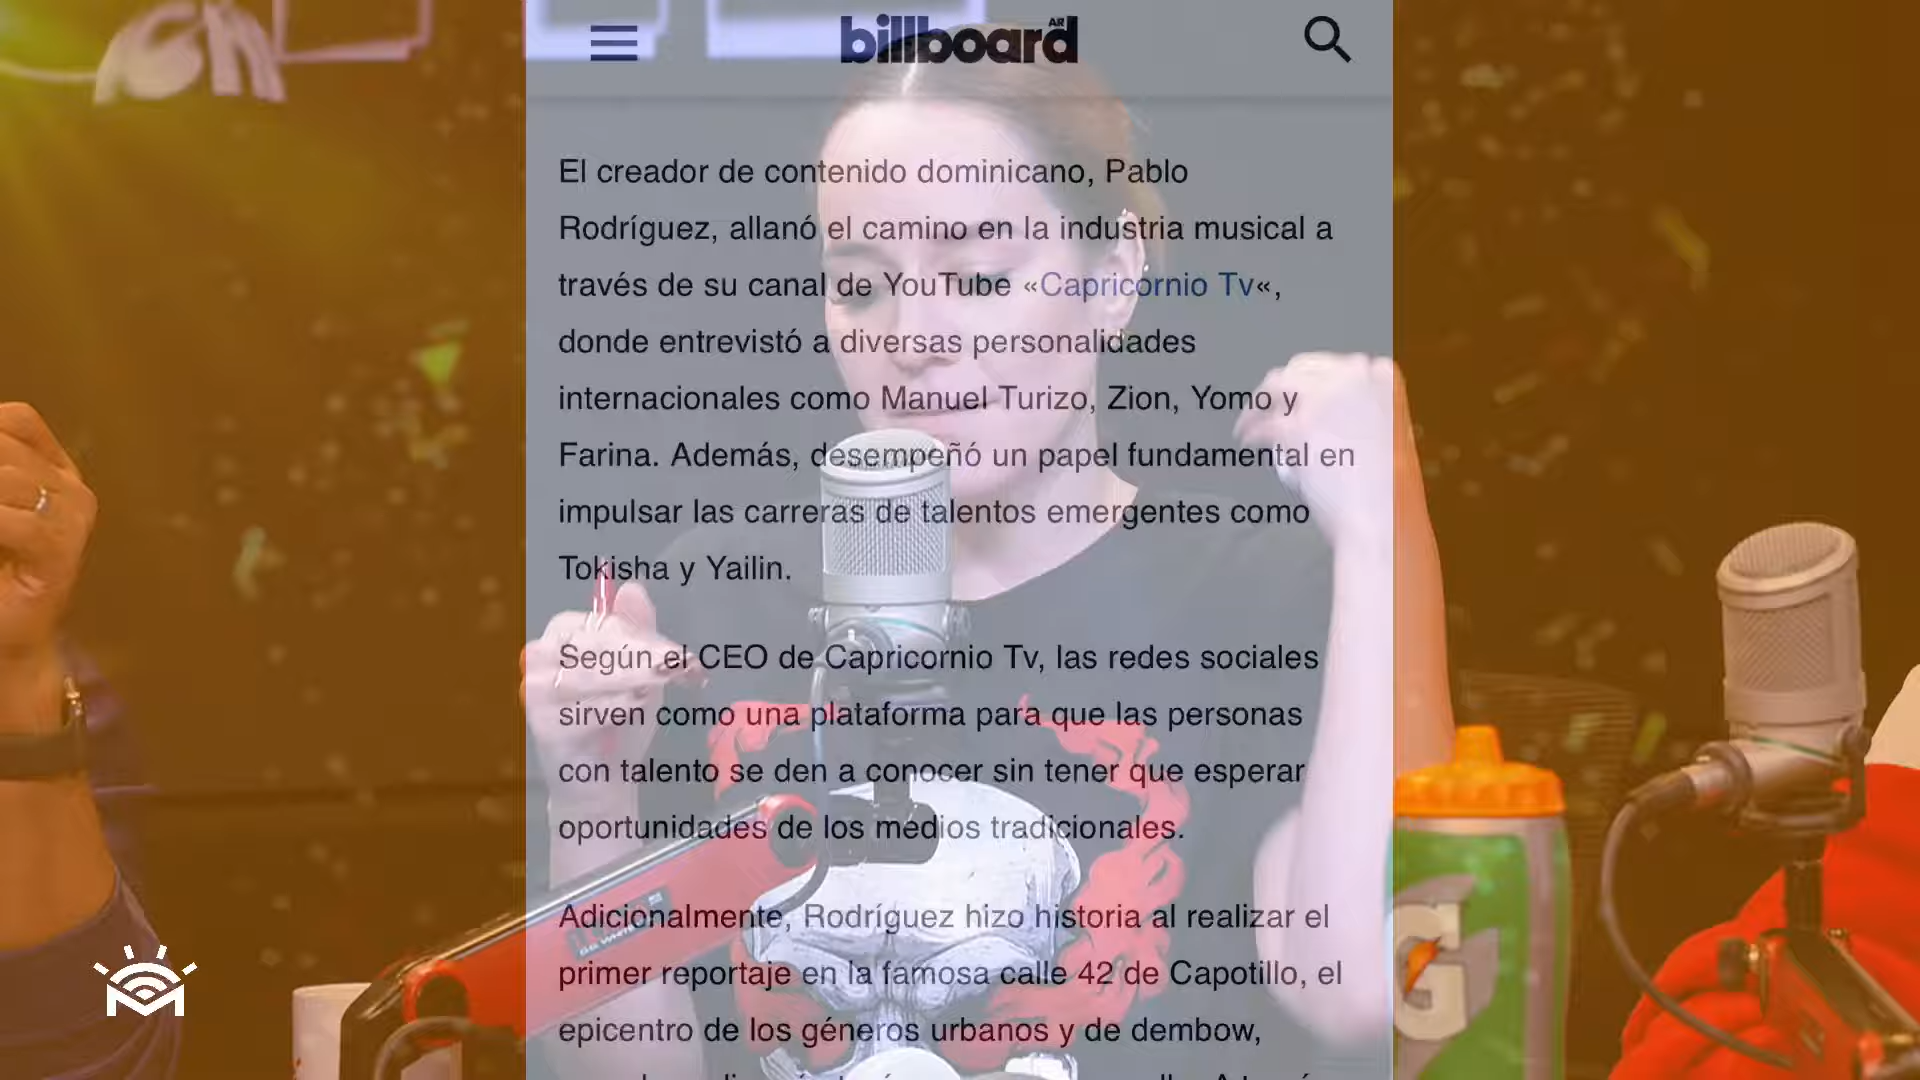 billboard AR
El creador de contenido dominicano, Pablo
Rodríguez, allanó el camino en la industria musical a
través de su canal de YouTube «Capricornio Tv«,
donde entrevistó a diversas personalidades
internacionales como Manuel Turizo, Zion, Yomo y
Farina. Además, desempeñó un papel fundamental en
impulsar las carreras de talentos emergentes como
Tokisha y Yailin.
Según el CEO de Capricornio Tv, las redes sociales
sirven como una plataforma para que las personas
con talento se den a conocer sin tener que esperar
oportunidades de los medios tradicionales.
Adicionalmente, Rodríguez hizo historia al realizar el
primer reportaje en la famosa calle 42 de Capotillo, el
epicentro de los géneros urbanos y de dembow,
G